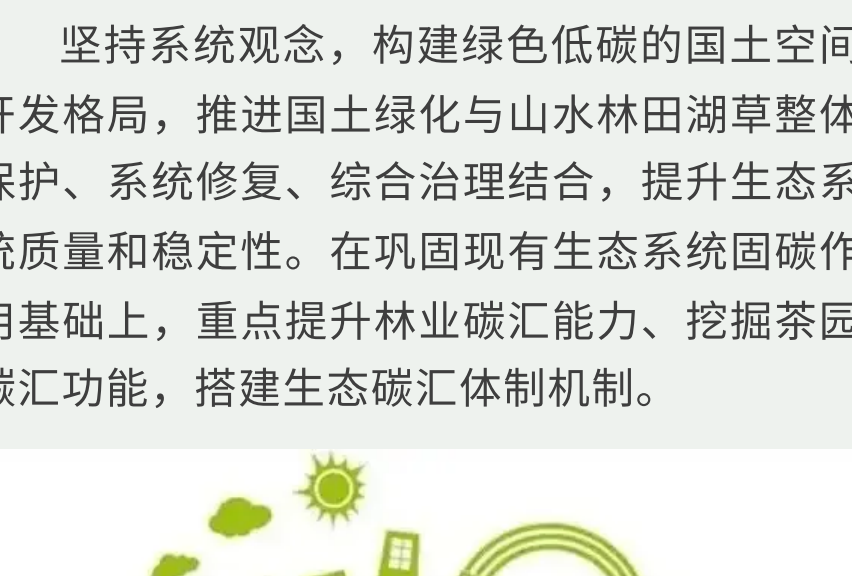 坚持系统观念，构建绿色低碳的国土空间
开发格局，推进国土绿化与山水林田湖草整体
保护、系统修复、综合治理结合，提升生态系
统质量和稳定性。在巩固现有生态系统固碳作
用基础上，重点提升林业碳汇能力、挖掘茶园
碳汇功能，搭建生态碳汇体制机制。